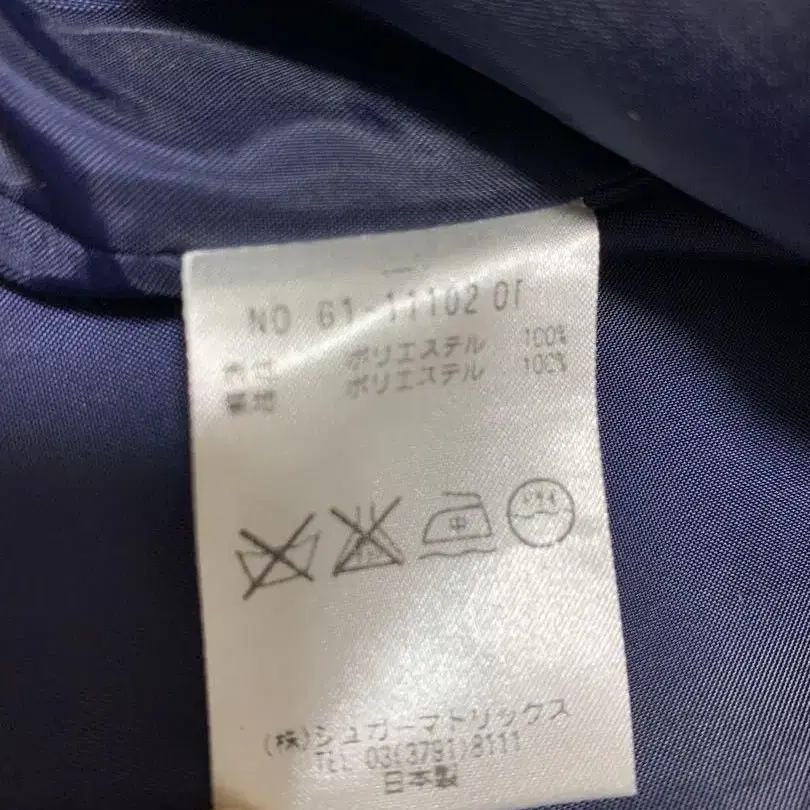 NO 61-11102 01
表品 ポリエステル 100%
裏地 ポリエステル 100%
中
(株)シュガーマトリックス
TEL 03(3791)8111
日本製